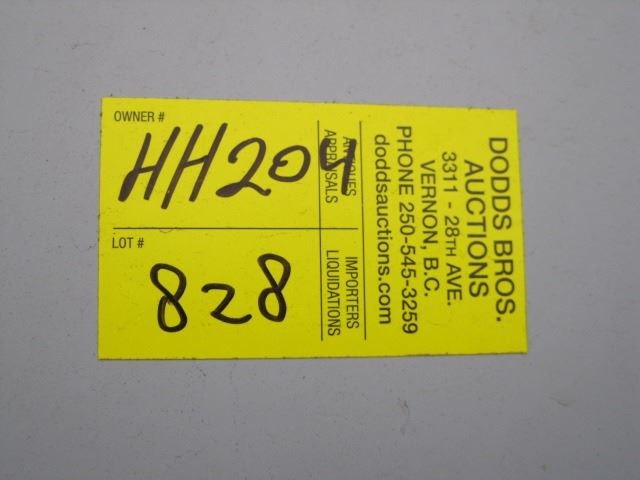 OWNER #
HH204
LOT #
828
ANTIQUES
APPRAISALS
IMPORTERS
LIQUIDATIONS
DODDS BROS.
AUCTIONS
3311 - 28TH AVE.
VERNON, B.C.
PHONE 250-545-3259
doddsauctions.com